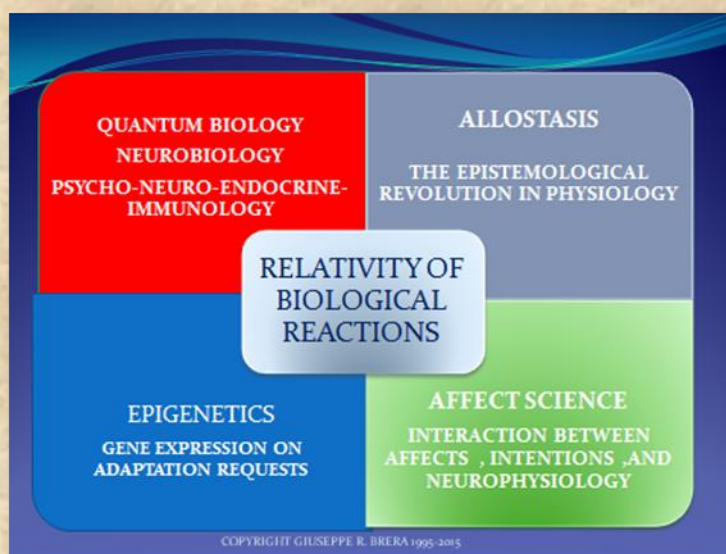 QUANTUM BIOLOGY
NEUROBIOLOGY
PSYCHO-NEURO-ENDOCRINE-
IMMUNOLOGY
ALLOSTASIS
THE EPISTEMOLOGICAL
REVOLUTION IN PHYSIOLOGY
RELATIVITY OF
BIOLOGICAL
REACTIONS
EPIGENETICS
GENE EXPRESSION ON
ADAPTATION REQUESTS
AFFECT SCIENCE
INTERACTION BETWEEN
AFFECTS , INTENTIONS ,AND
NEUROPHYSIOLOGY
COPYRIGHT GIUSEPPE R. BRERA 1995-2015